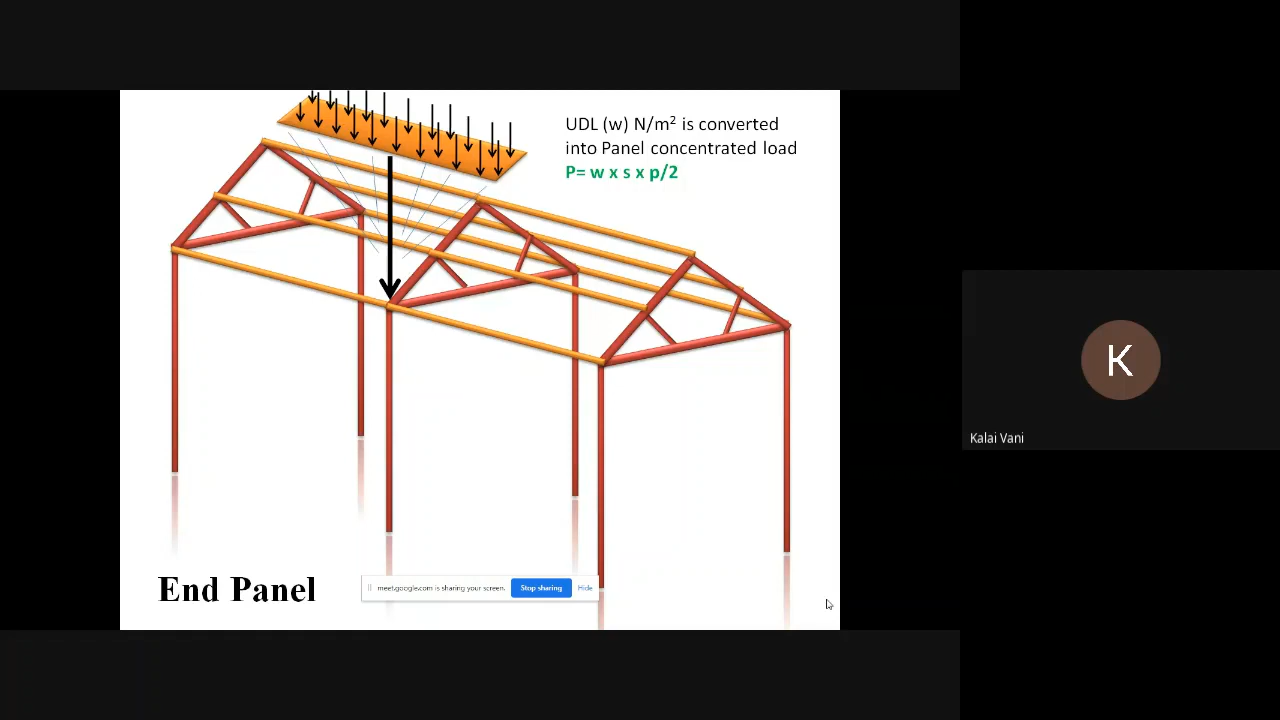 UDL (w) N/m² is converted
into Panel concentrated load
P= w x s x p/2
K
Kalai Vani
End Panel
meet.google.com is sharing your screen.
Stop sharing
Hide